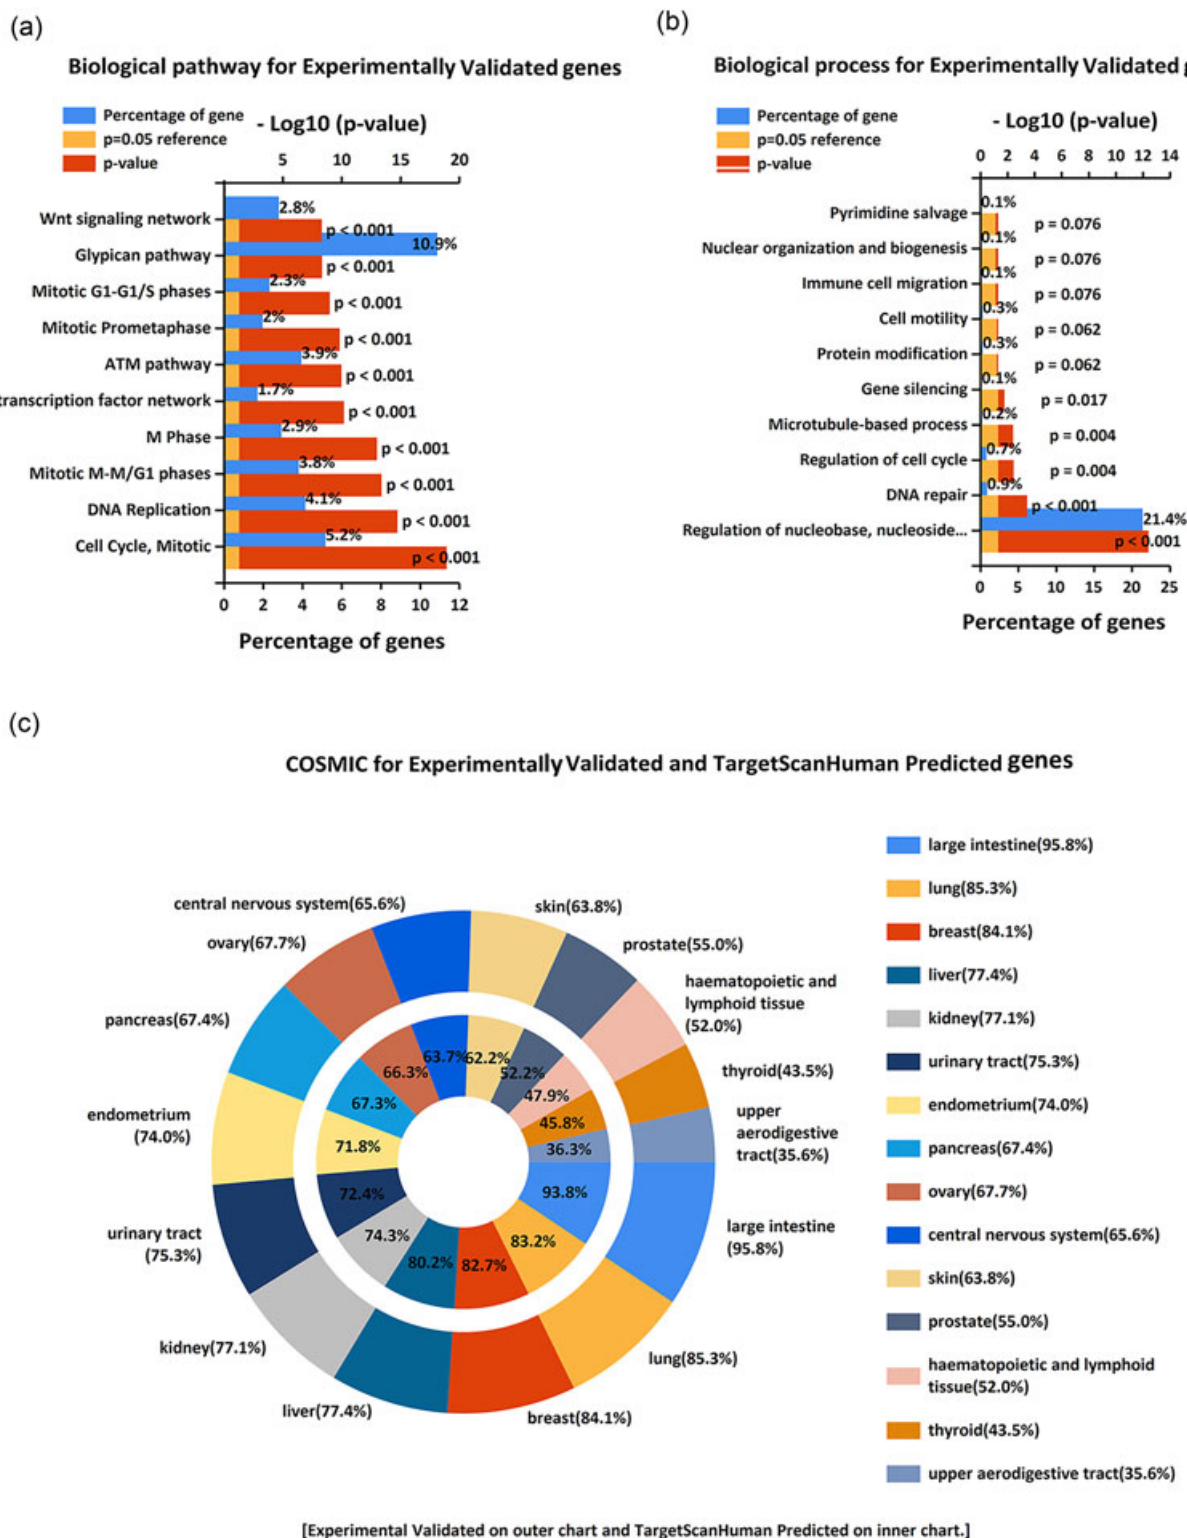 (a)
Biological pathway for Experimentally Validated genes
Percentage of gene
p=0.05 reference
p-value
- Log10 (p-value)
5 10 15 20
Wnt signaling network 2.8% p < 0.001
Glypican pathway 10.9% p < 0.001
Mitotic G1-G1/S phases 2.3% p < 0.001
Mitotic Prometaphase 2% p < 0.001
ATM pathway 3.9% p < 0.001
transcription factor network 1.7% p < 0.001
M Phase 2.9% p < 0.001
Mitotic M-M/G1 phases 3.8% p < 0.001
DNA Replication 4.1% p < 0.001
Cell Cycle, Mitotic 5.2% p < 0.001
0 2 4 6 8 10 12
Percentage of genes
(b)
Biological process for Experimentally Validated g
Percentage of gene
p=0.05 reference
p-value
- Log10 (p-value)
0 2 4 6 8 10 12 14
Pyrimidine salvage 0.1% p = 0.076
Nuclear organization and biogenesis 0.1% p = 0.076
Immune cell migration 0.1% p = 0.076
Cell motility 0.3% p = 0.062
Protein modification 0.3% p = 0.062
Gene silencing 0.1% p = 0.017
Microtubule-based process 0.2% p = 0.004
Regulation of cell cycle 0.7% p = 0.004
DNA repair 0.9% p < 0.001
Regulation of nucleobase, nucleoside... 21.4% p < 0.001
0 5 10 15 20 25
Percentage of genes
(c)
COSMIC for Experimentally Validated and TargetScanHuman Predicted genes
central nervous system(65.6%)
skin(63.8%)
ovary(67.7%)
prostate(55.0%)
haematopoietic and
lymphoid tissue
(52.0%)
pancreas(67.4%)
thyroid(43.5%)
endometrium
(74.0%)
upper
aerodigestive
tract(35.6%)
urinary tract
(75.3%)
large intestine
(95.8%)
kidney(77.1%)
lung(85.3%)
liver(77.4%)
breast(84.1%)
63.7%
62.2%
52.2%
66.3%
47.9%
67.3%
45.8%
71.8%
36.3%
72.4%
93.8%
74.3%
83.2%
80.2%
82.7%
large intestine(95.8%)
lung(85.3%)
breast(84.1%)
liver(77.4%)
kidney(77.1%)
urinary tract(75.3%)
endometrium(74.0%)
pancreas(67.4%)
ovary(67.7%)
central nervous system(65.6%)
skin(63.8%)
prostate(55.0%)
haematopoietic and lymphoid
tissue(52.0%)
thyroid(43.5%)
upper aerodigestive tract(35.6%)
[Experimental Validated on outer chart and TargetScanHuman Predicted on inner chart.]